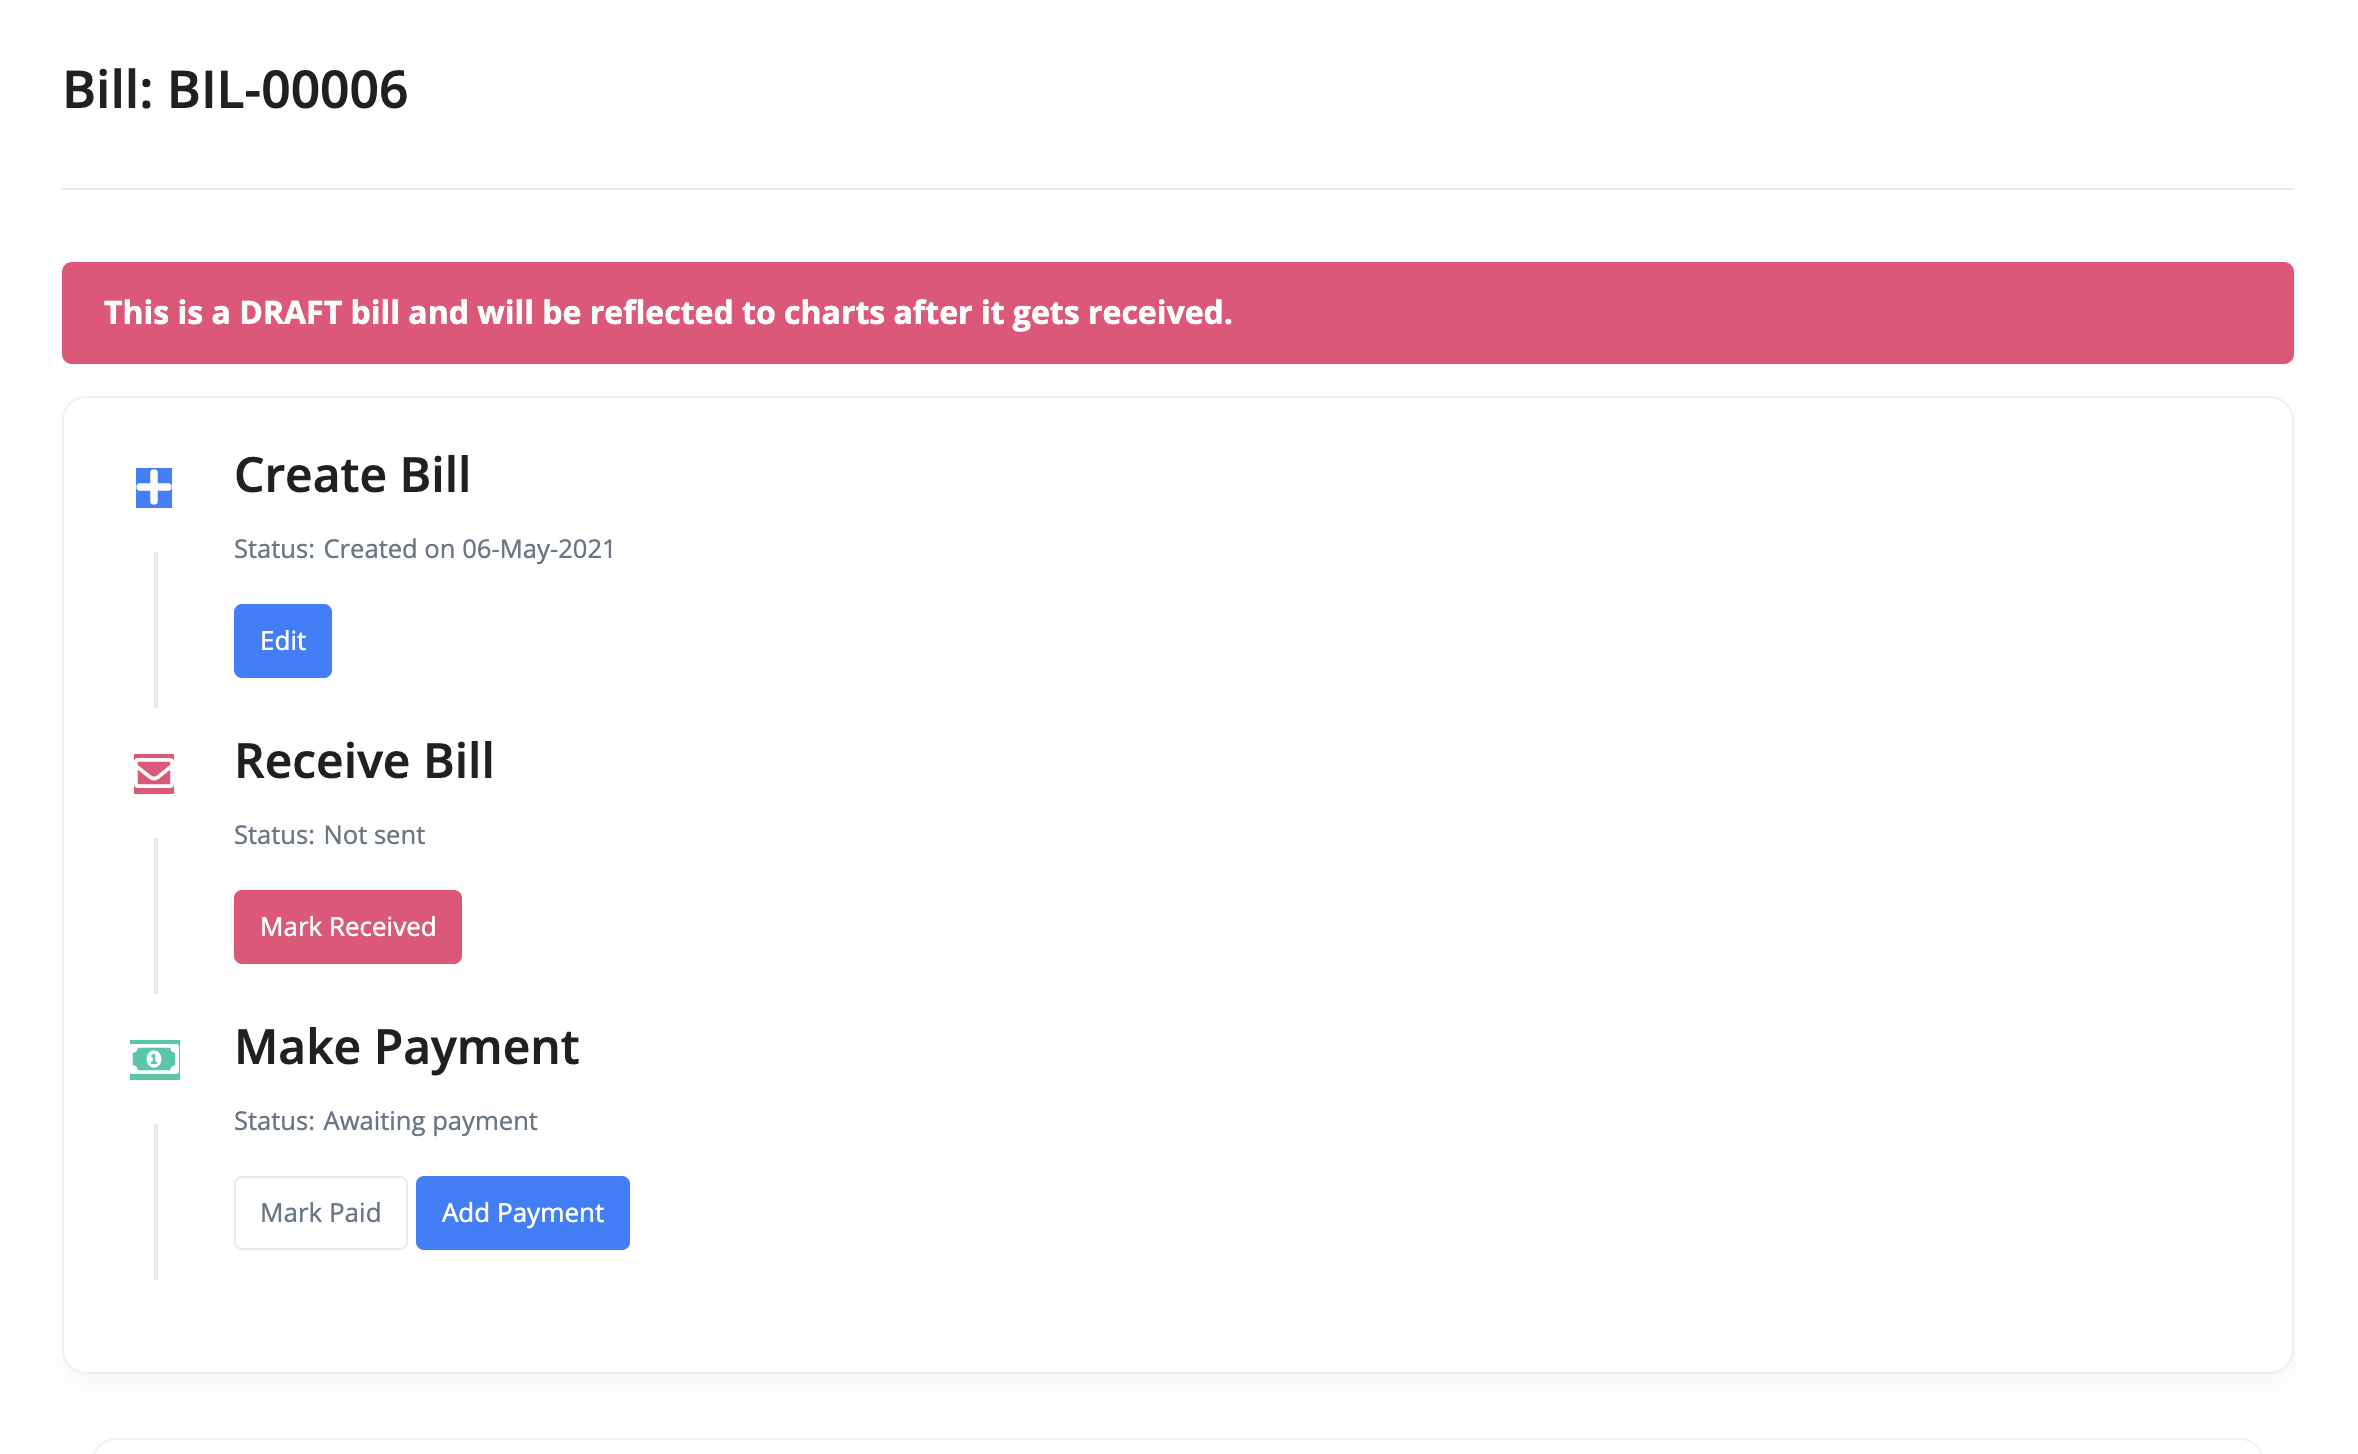 Bill: BIL-00006
This is a DRAFT bill and will be reflected to charts after it gets received.
Create Bill
Status: Created on 06-May-2021
Edit
Receive Bill
Status: Not sent
Mark Received
1
Make Payment
Status: Awaiting payment
Mark Paid Add Payment